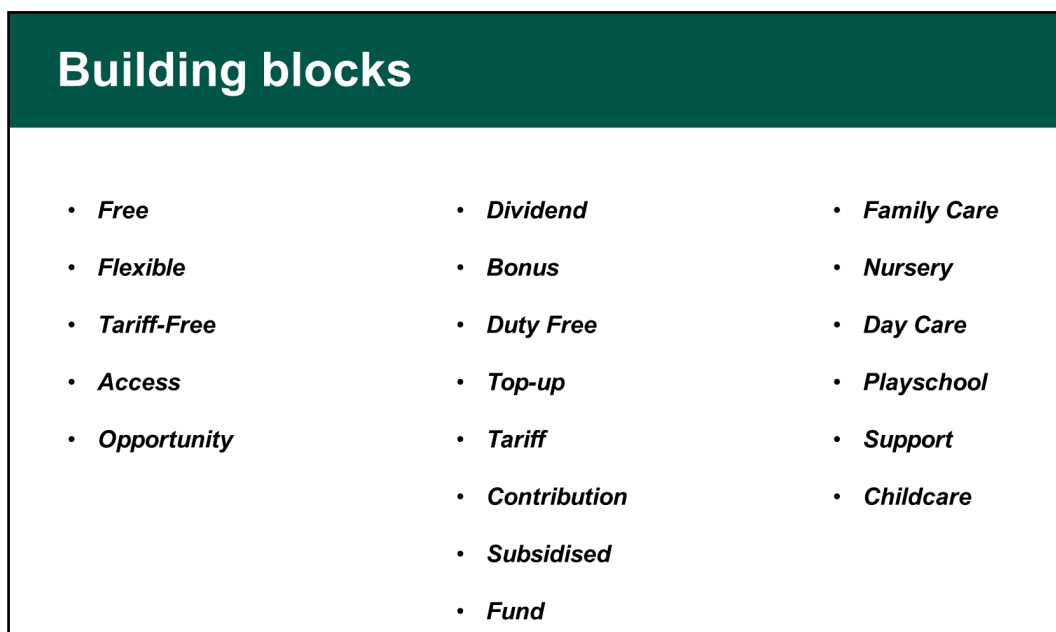 Building blocks
• Free
• Flexible
• Tariff-Free
• Access
• Opportunity
• Dividend
• Bonus
• Duty Free
• Top-up
• Tariff
• Contribution
• Subsidised
• Fund
• Family Care
• Nursery
• Day Care
• Playschool
• Support
• Childcare